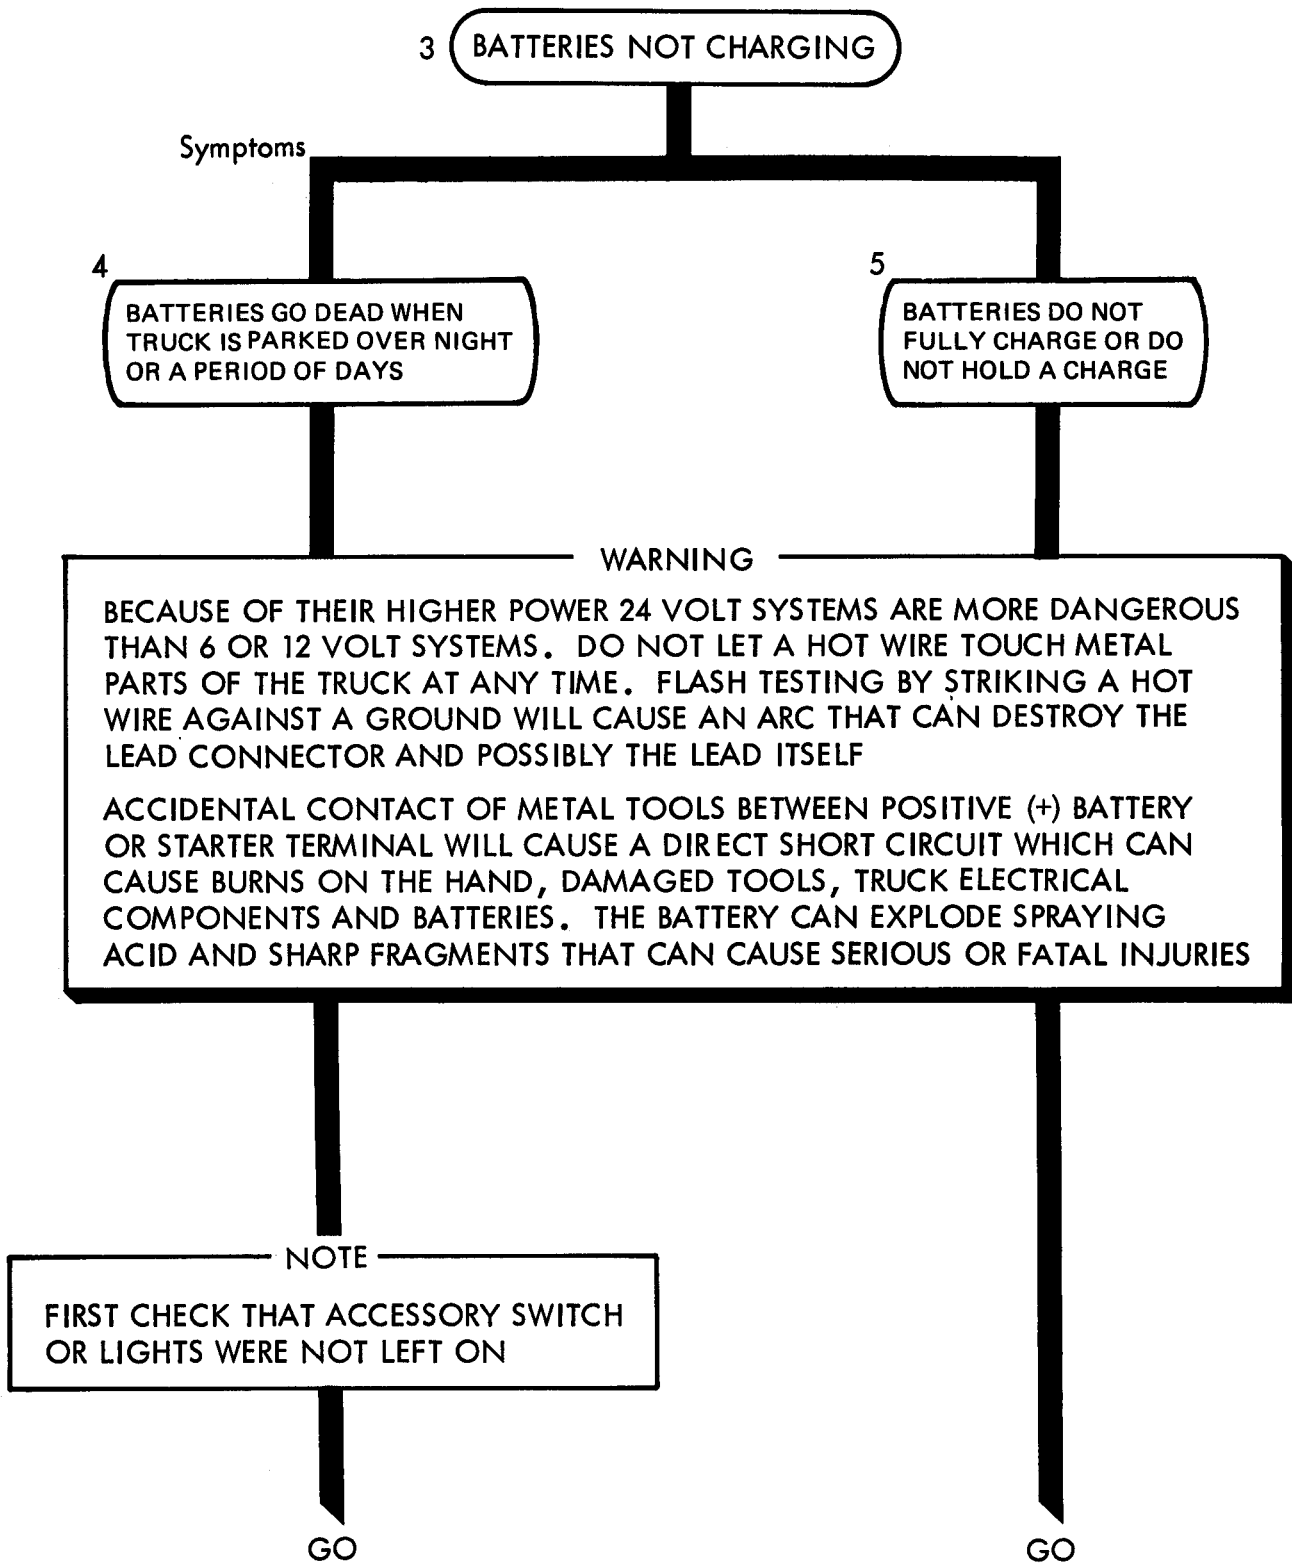 3 BATTERIES NOT CHARGING
Symptoms
4
BATTERIES GO DEAD WHEN
TRUCK IS PARKED OVER NIGHT
OR A PERIOD OF DAYS
5
BATTERIES DO NOT
FULLY CHARGE OR DO
NOT HOLD A CHARGE
WARNING
BECAUSE OF THEIR HIGHER POWER 24 VOLT SYSTEMS ARE MORE DANGEROUS
THAN 6 OR 12 VOLT SYSTEMS. DO NOT LET A HOT WIRE TOUCH METAL
PARTS OF THE TRUCK AT ANY TIME. FLASH TESTING BY STRIKING A HOT
WIRE AGAINST A GROUND WILL CAUSE AN ARC THAT CAN DESTROY THE
LEAD CONNECTOR AND POSSIBLY THE LEAD ITSELF
ACCIDENTAL CONTACT OF METAL TOOLS BETWEEN POSITIVE (+) BATTERY
OR STARTER TERMINAL WILL CAUSE A DIRECT SHORT CIRCUIT WHICH CAN
CAUSE BURNS ON THE HAND, DAMAGED TOOLS, TRUCK ELECTRICAL
COMPONENTS AND BATTERIES. THE BATTERY CAN EXPLODE SPRAYING
ACID AND SHARP FRAGMENTS THAT CAN CAUSE SERIOUS OR FATAL INJURIES
NOTE
FIRST CHECK THAT ACCESSORY SWITCH
OR LIGHTS WERE NOT LEFT ON
GO
GO